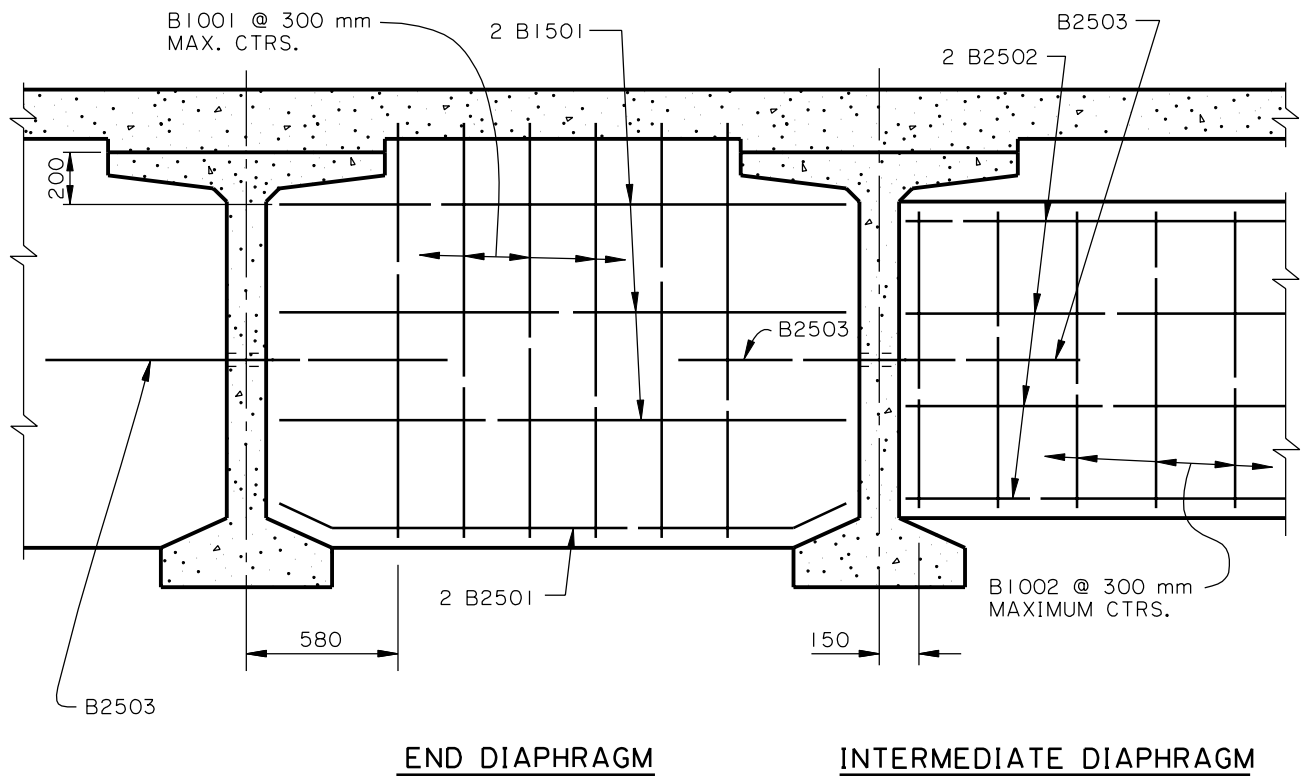 B1001 @ 300 mm
MAX. CTRS.
2 B1501
B2503
2 B2502
200
B2503
2 B2501
B1002 @ 300 mm
MAXIMUM CTRS.
580
150
B2503
END DIAPHRAGM
INTERMEDIATE DIAPHRAGM